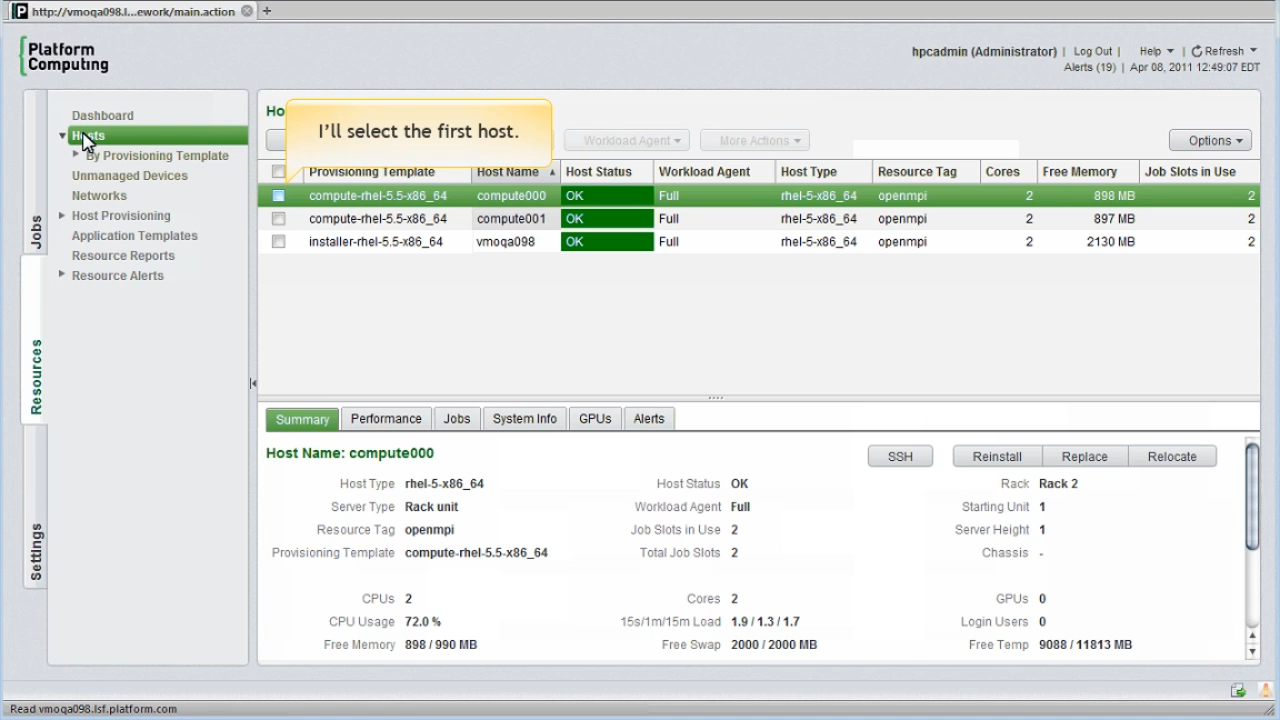 http://vmoqa098.l...ework/main.action
Platform
Computing
hpcadmin (Administrator) | Log Out | Help | Refresh
Alerts (19) | Apr 08, 2011 12:49:07 EDT
Jobs
Resources
Settings
Dashboard
Hosts
By Provisioning Template
Unmanaged Devices
Networks
Host Provisioning
Application Templates
Resource Reports
Resource Alerts
Ho
I'll select the first host.
Workload Agent More Actions Options
Provisioning Template Host Name Host Status Workload Agent Host Type Resource Tag Cores Free Memory Job Slots in Use
compute-rhel-5.5-x86_64 compute000 OK Full rhel-5-x86_64 openmpi 2 898 MB 2
compute-rhel-5.5-x86_64 compute001 OK Full rhel-5-x86_64 openmpi 2 897 MB 2
installer-rhel-5.5-x86_64 vmoqa098 OK Full rhel-5-x86_64 openmpi 2 2130 MB 2
Summary Performance Jobs System Info GPUs Alerts
Host Name: compute000 SSH Reinstall Replace Relocate
Host Type rhel-5-x86_64 Host Status OK Rack Rack 2
Server Type Rack unit Workload Agent Full Starting Unit 1
Resource Tag openmpi Job Slots in Use 2 Server Height 1
Provisioning Template compute-rhel-5.5-x86_64 Total Job Slots 2 Chassis -
CPUs 2 Cores 2 GPUs 0
CPU Usage 72.0 % 15s/1m/15m Load 1.9 / 1.3 / 1.7 Login Users 0
Free Memory 898 / 990 MB Free Swap 2000 / 2000 MB Free Temp 9088 / 11813 MB
Read vmoqa098.lsf.platform.com